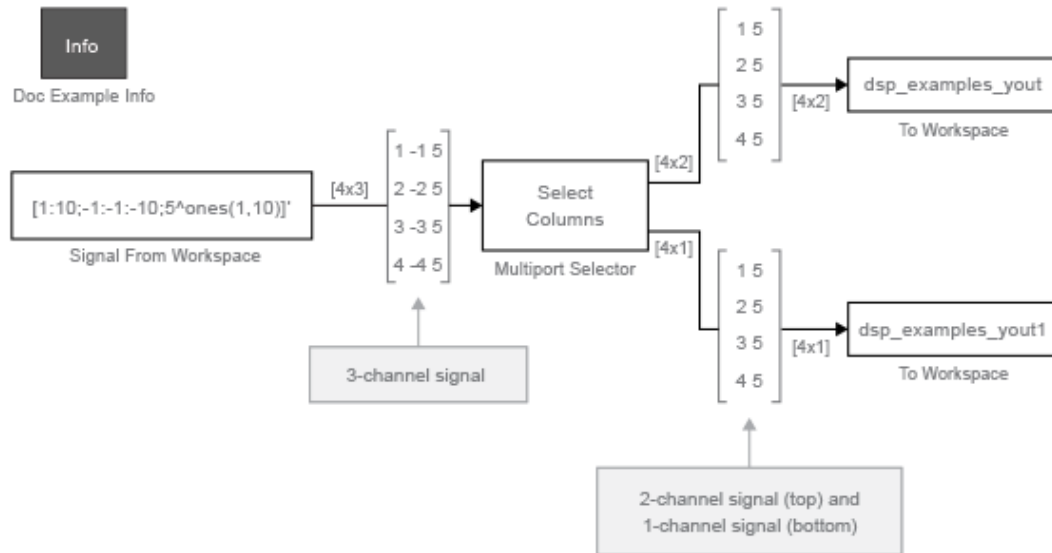 Info
Doc Example Info
[1:10;-1:-1:-10;5^ones(1,10)]'
Signal From Workspace
[4x3]
1 -1 5
2 -2 5
3 -3 5
4 -4 5
3-channel signal
Select
Columns
Multiport Selector
[4x2]
[4x1]
1 5
2 5
3 5
4 5
[4x2]
dsp_examples_yout
To Workspace
1 5
2 5
3 5
4 5
[4x1]
dsp_examples_yout1
To Workspace
2-channel signal (top) and
1-channel signal (bottom)